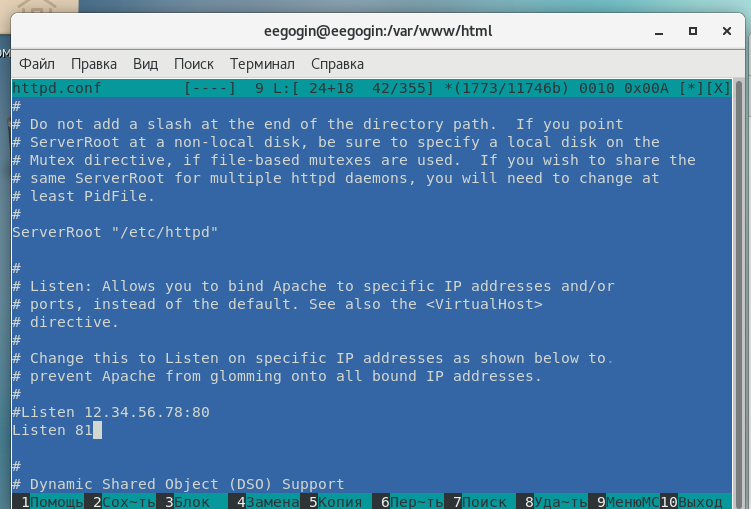 ом
eegogin@eegogin:/var/www/html
Файл Правка Вид Поиск Терминал Справка
httpd.conf [----] 9 L:[ 24+18 42/355] *(1773/11746b) 0010 0x00A [*][X]
#
# Do not add a slash at the end of the directory path. If you point
# ServerRoot at a non-local disk, be sure to specify a local disk on the
# Mutex directive, if file-based mutexes are used. If you wish to share the
# same ServerRoot for multiple httpd daemons, you will need to change at
# least PidFile.
#
ServerRoot "/etc/httpd"
#
# Listen: Allows you to bind Apache to specific IP addresses and/or
# ports, instead of the default. See also the <VirtualHost>
# directive.
#
# Change this to Listen on specific IP addresses as shown below to.
# prevent Apache from glomming onto all bound IP addresses.
#
#Listen 12.34.56.78:80
Listen 81
#
# Dynamic Shared Object (DSO) Support
1Помощь 2Сох~ть 3Блок 4Замена 5Копия 6Пер~ть 7Поиск 8Уда~ть 9МенюMC 10Выход